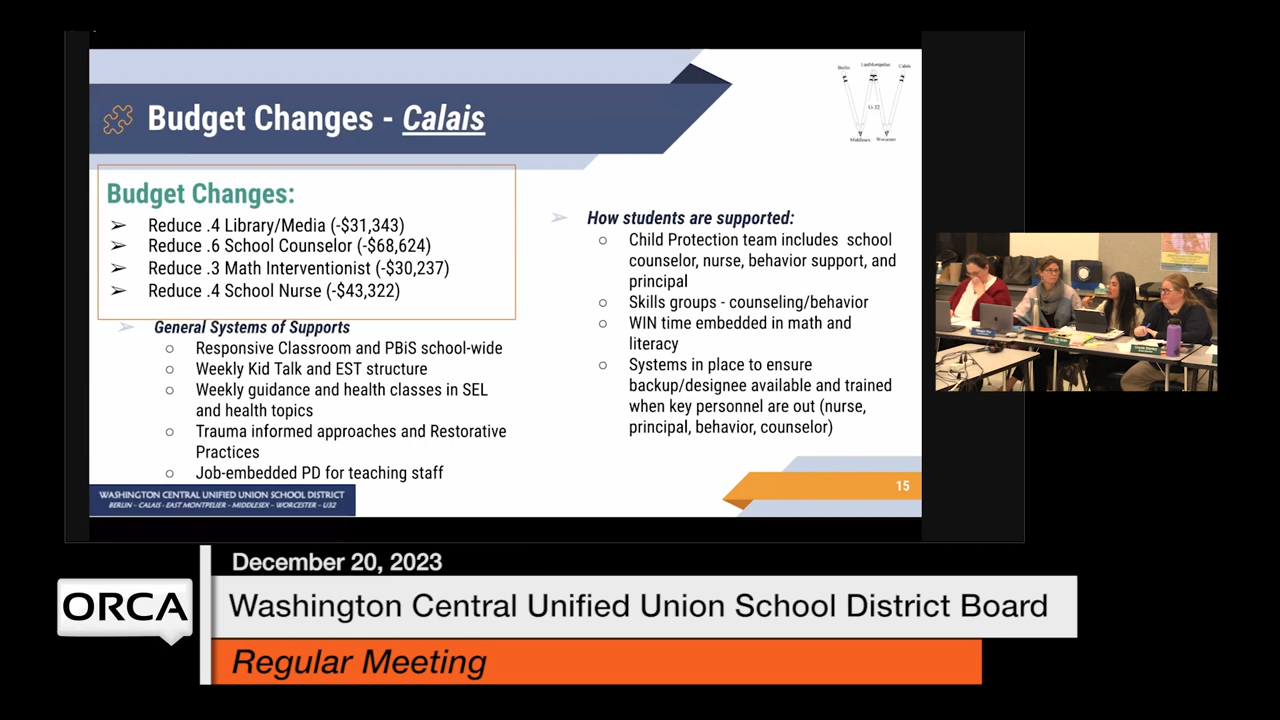 Budget Changes - Calais
Berlin
EastMontpelier
Calais
U-32
Middlesex
Worcester
Budget Changes:
➢ Reduce .4 Library/Media (-$31,343)
➢ Reduce .6 School Counselor (-$68,624)
➢ Reduce .3 Math Interventionist (-$30,237)
➢ Reduce .4 School Nurse (-$43,322)
➢ General Systems of Supports
○ Responsive Classroom and PBiS school-wide
○ Weekly Kid Talk and EST structure
○ Weekly guidance and health classes in SEL
and health topics
○ Trauma informed approaches and Restorative
Practices
○ Job-embedded PD for teaching staff
➢ How students are supported:
○ Child Protection team includes school
counselor, nurse, behavior support, and
principal
○ Skills groups - counseling/behavior
○ WIN time embedded in math and
literacy
○ Systems in place to ensure
backup/designee available and trained
when key personnel are out (nurse,
principal, behavior, counselor)
WASHINGTON CENTRAL UNIFIED UNION SCHOOL DISTRICT
BERLIN – CALAIS - EAST MONTPELIER – MIDDLESEX – WORCESTER – U32
15
December 20, 2023
ORCA
Washington Central Unified Union School District Board
Regular Meeting